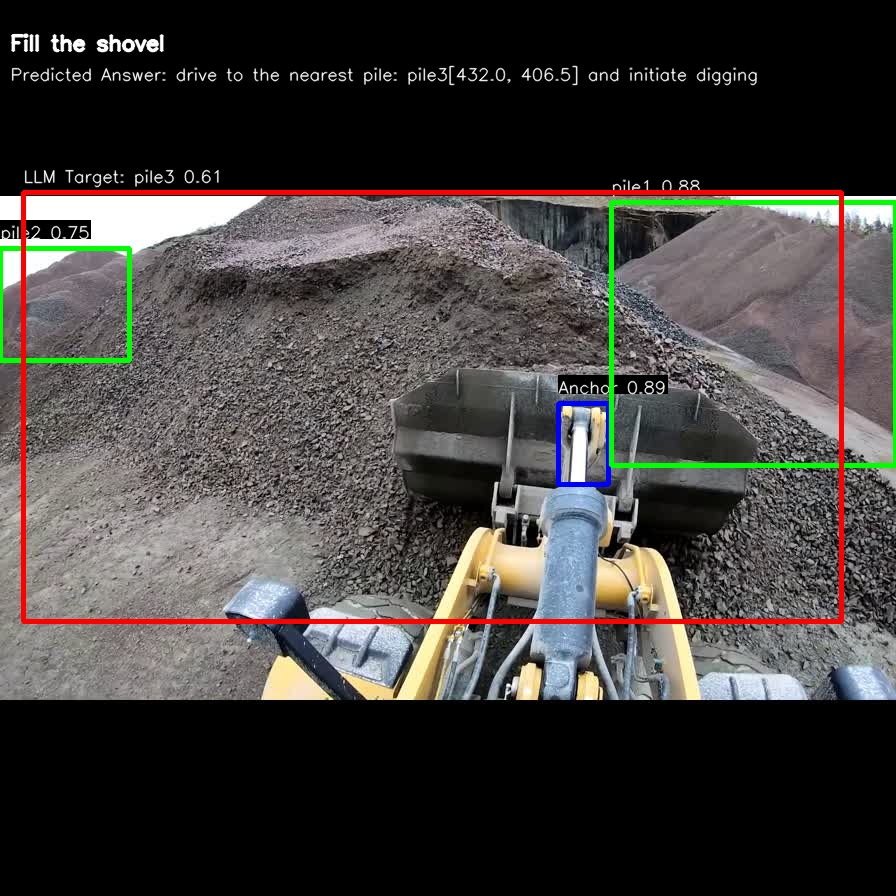 Fill the shovel
Predicted Answer: drive to the nearest pile: pile3[432.0, 406.5] and initiate digging
LLM Target: pile3 0.61
pile1 0.88
pile2 0.75
Anchor 0.89